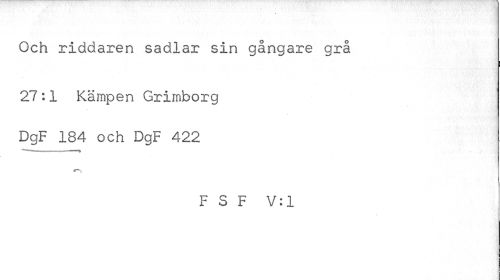 Och riddaren sadlar sin gångare grå
27:1 Kämpen Grimborg
DgF 184 och DgF 422
F S F V:1